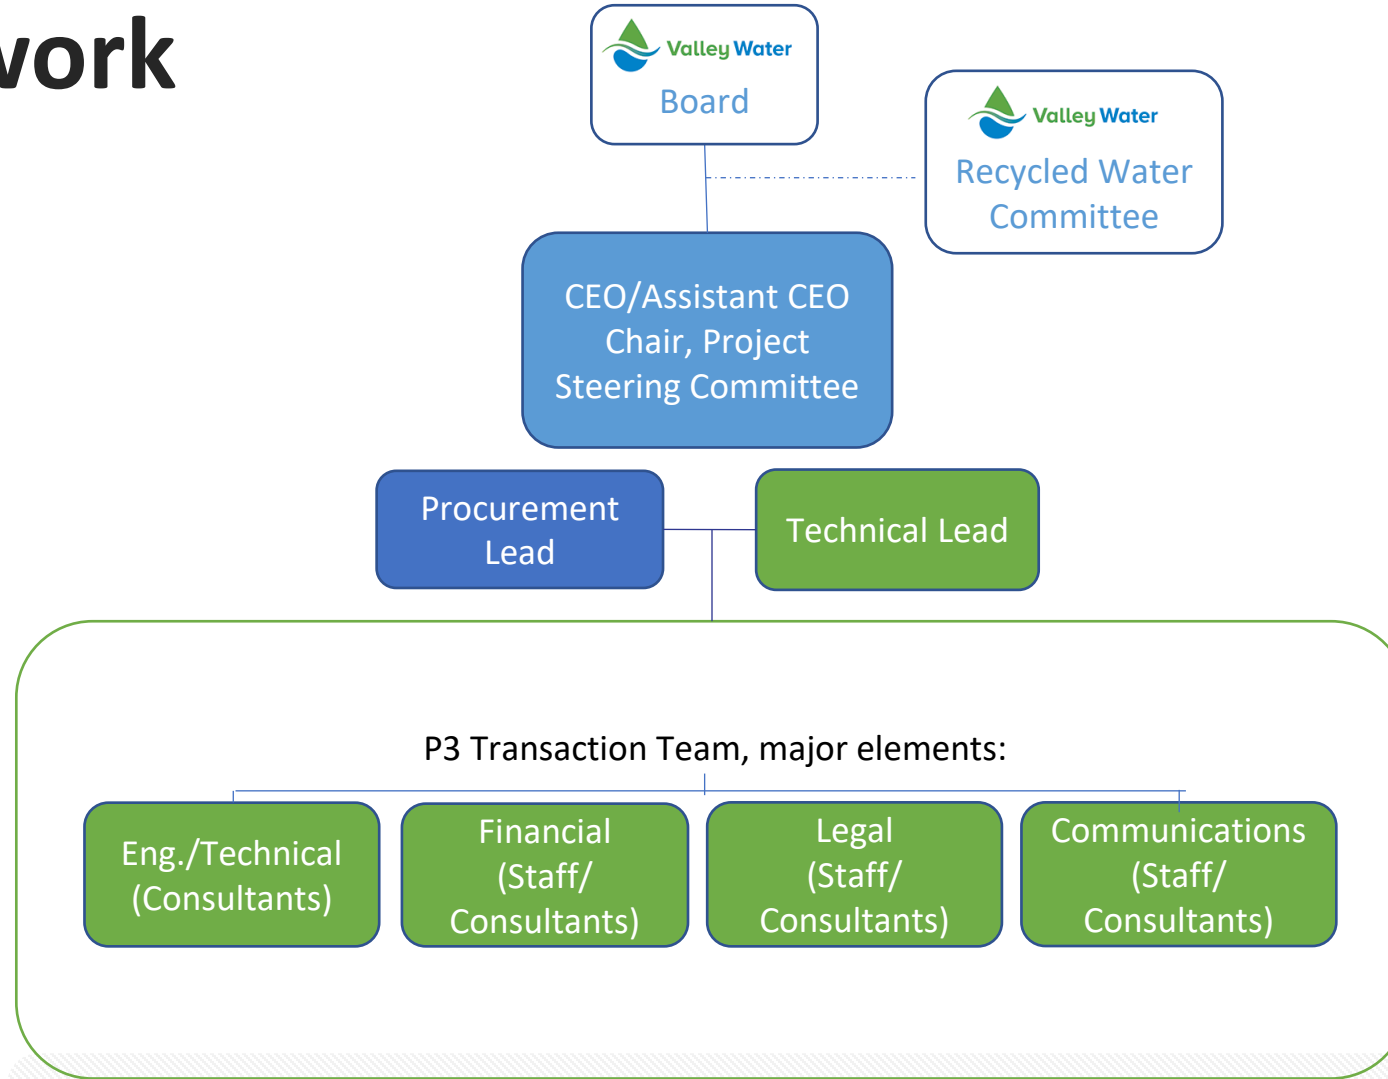 work
Valley Water
Board
Valley Water
Recycled Water
Committee
CEO/Assistant CEO
Chair, Project
Steering Committee
Procurement
Lead
Technical Lead
P3 Transaction Team, major elements:
Eng./Technical
(Consultants)
Financial
(Staff/
Consultants)
Legal
(Staff/
Consultants)
Communications
(Staff/
Consultants)